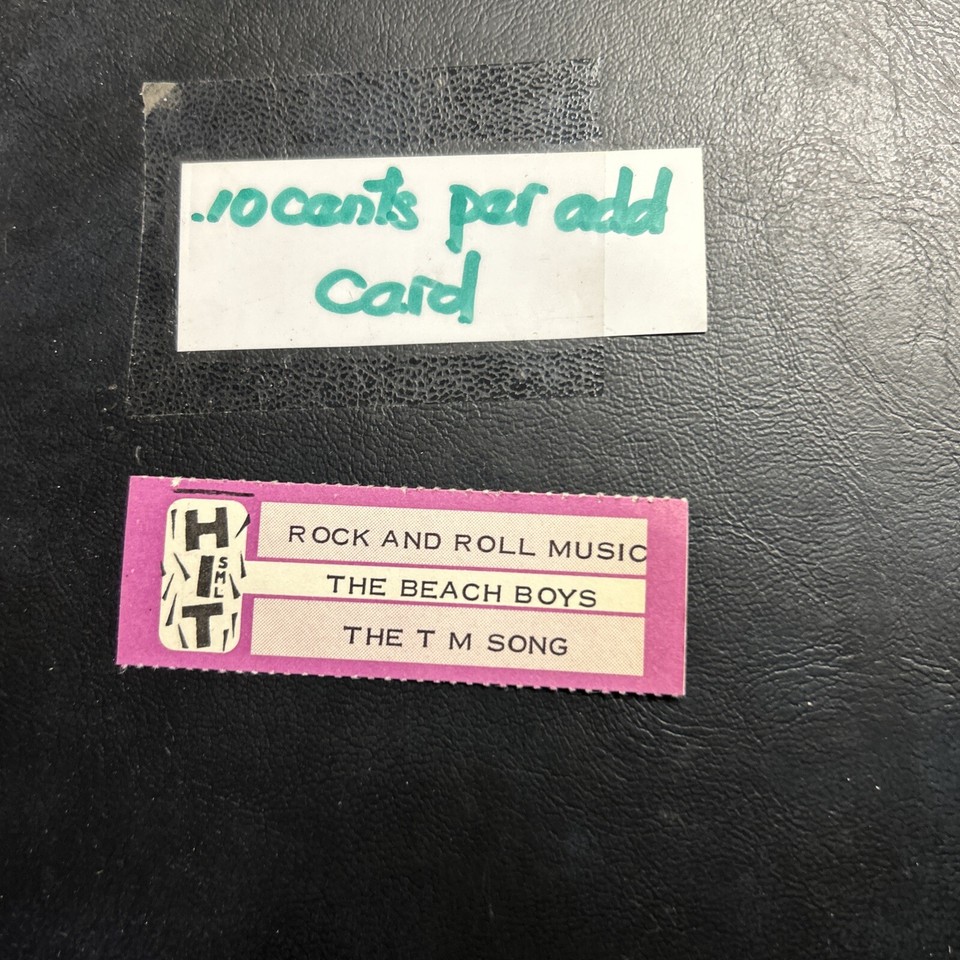 .10 cents per add
card
HIT
SML
ROCK AND ROLL MUSIC
THE BEACH BOYS
THE T M SONG